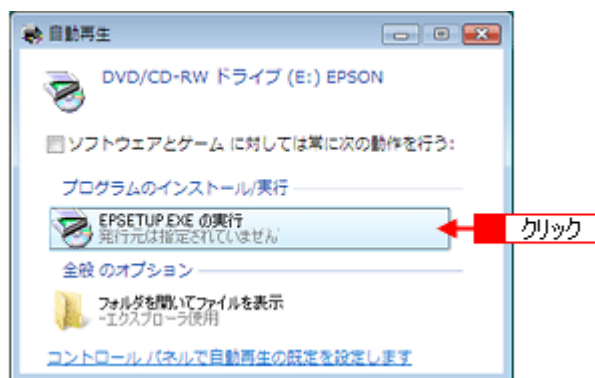 自動再生
DVD/CD-RW ドライブ (E:) EPSON
ソフトウェアとゲーム に対しては常に次の動作を行う:
プログラムのインストール/実行
EPSETUP.EXE の実行
発行元は指定されていません
クリック
全般 のオプション
フォルダを開いてファイルを表示
-エクスプローラ使用
コントロール パネルで自動再生の既定を設定します